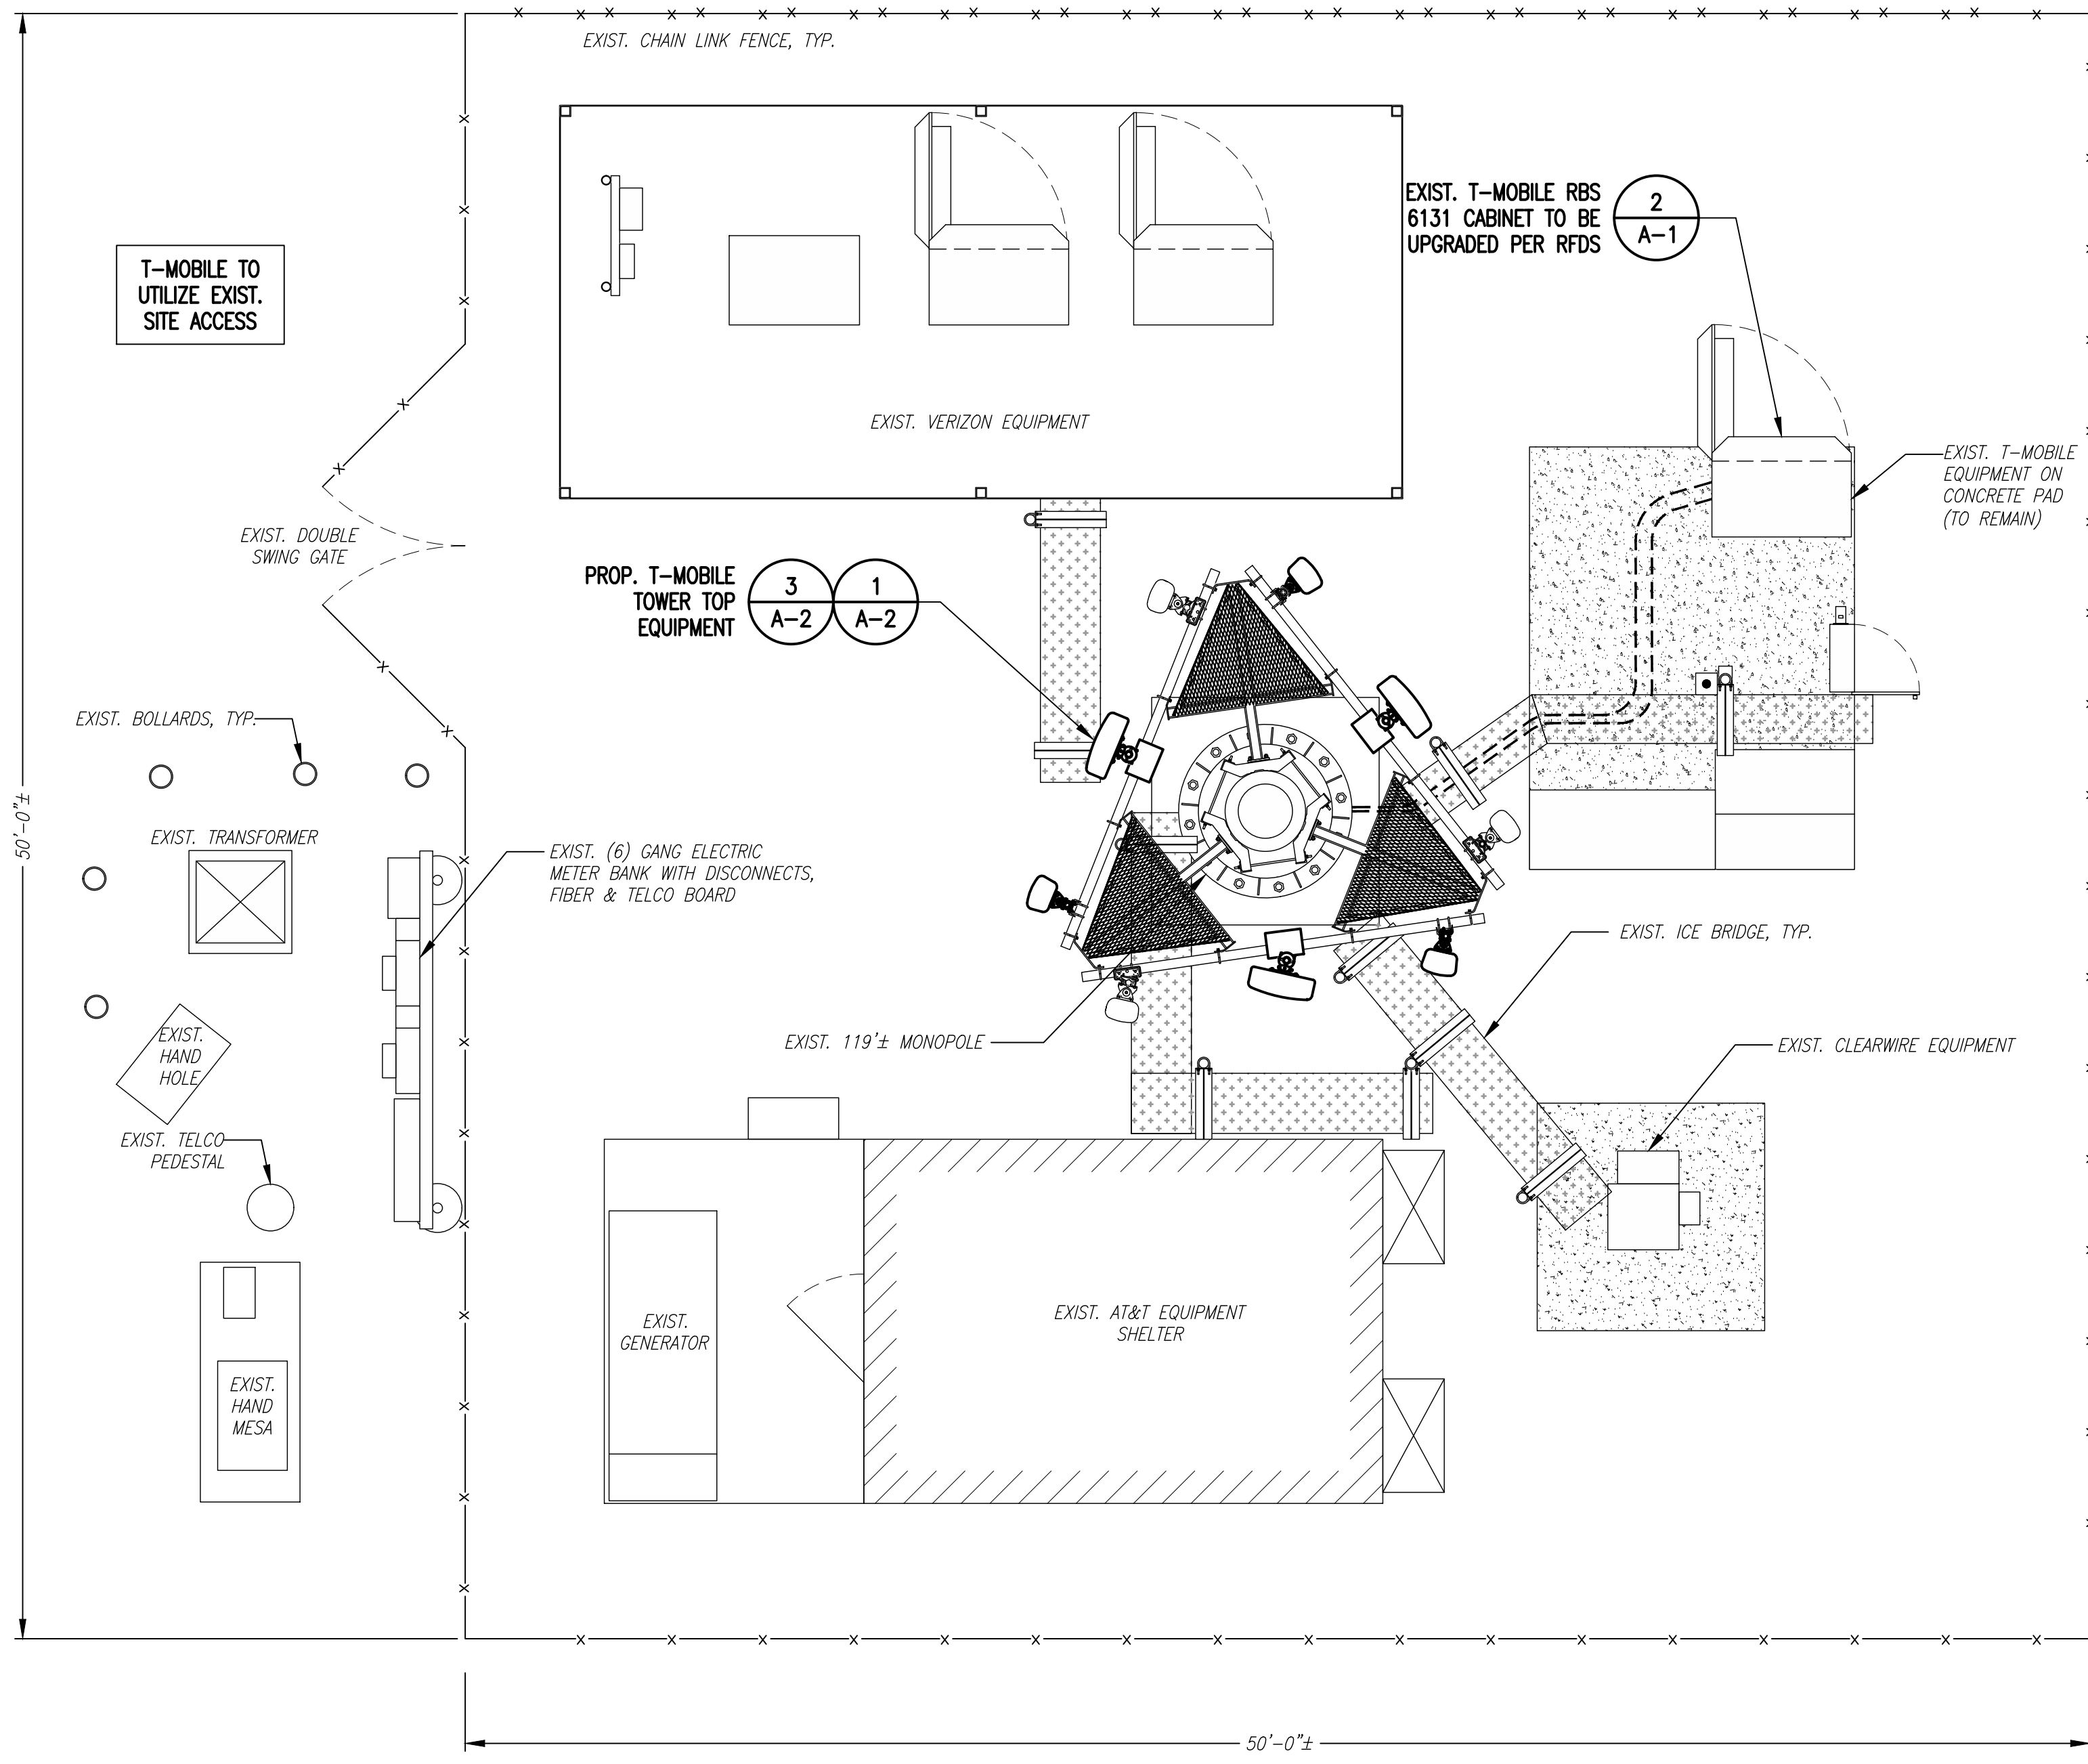 EXIST. CHAIN LINK FENCE, TYP.
EXIST. T-MOBILE RBS
6131 CABINET TO BE
UPGRADED PER RFDS
2
A-1
T-MOBILE TO
UTILIZE EXIST.
SITE ACCESS
EXIST. VERIZON EQUIPMENT
EXIST. T-MOBILE
EQUIPMENT ON
CONCRETE PAD
(TO REMAIN)
EXIST. DOUBLE
SWING GATE
PROP. T-MOBILE
TOWER TOP
EQUIPMENT
3
A-2
1
A-2
EXIST. BOLLARDS, TYP.
50'-0"±
EXIST. TRANSFORMER
EXIST. (6) GANG ELECTRIC
METER BANK WITH DISCONNECTS,
FIBER & TELCO BOARD
EXIST. ICE BRIDGE, TYP.
EXIST.
HAND
HOLE
EXIST. 119'± MONOPOLE
EXIST. CLEARWIRE EQUIPMENT
EXIST. TELCO
PEDESTAL
EXIST.
GENERATOR
EXIST. AT&T EQUIPMENT
SHELTER
EXIST.
HAND
MESA
50'-0"±